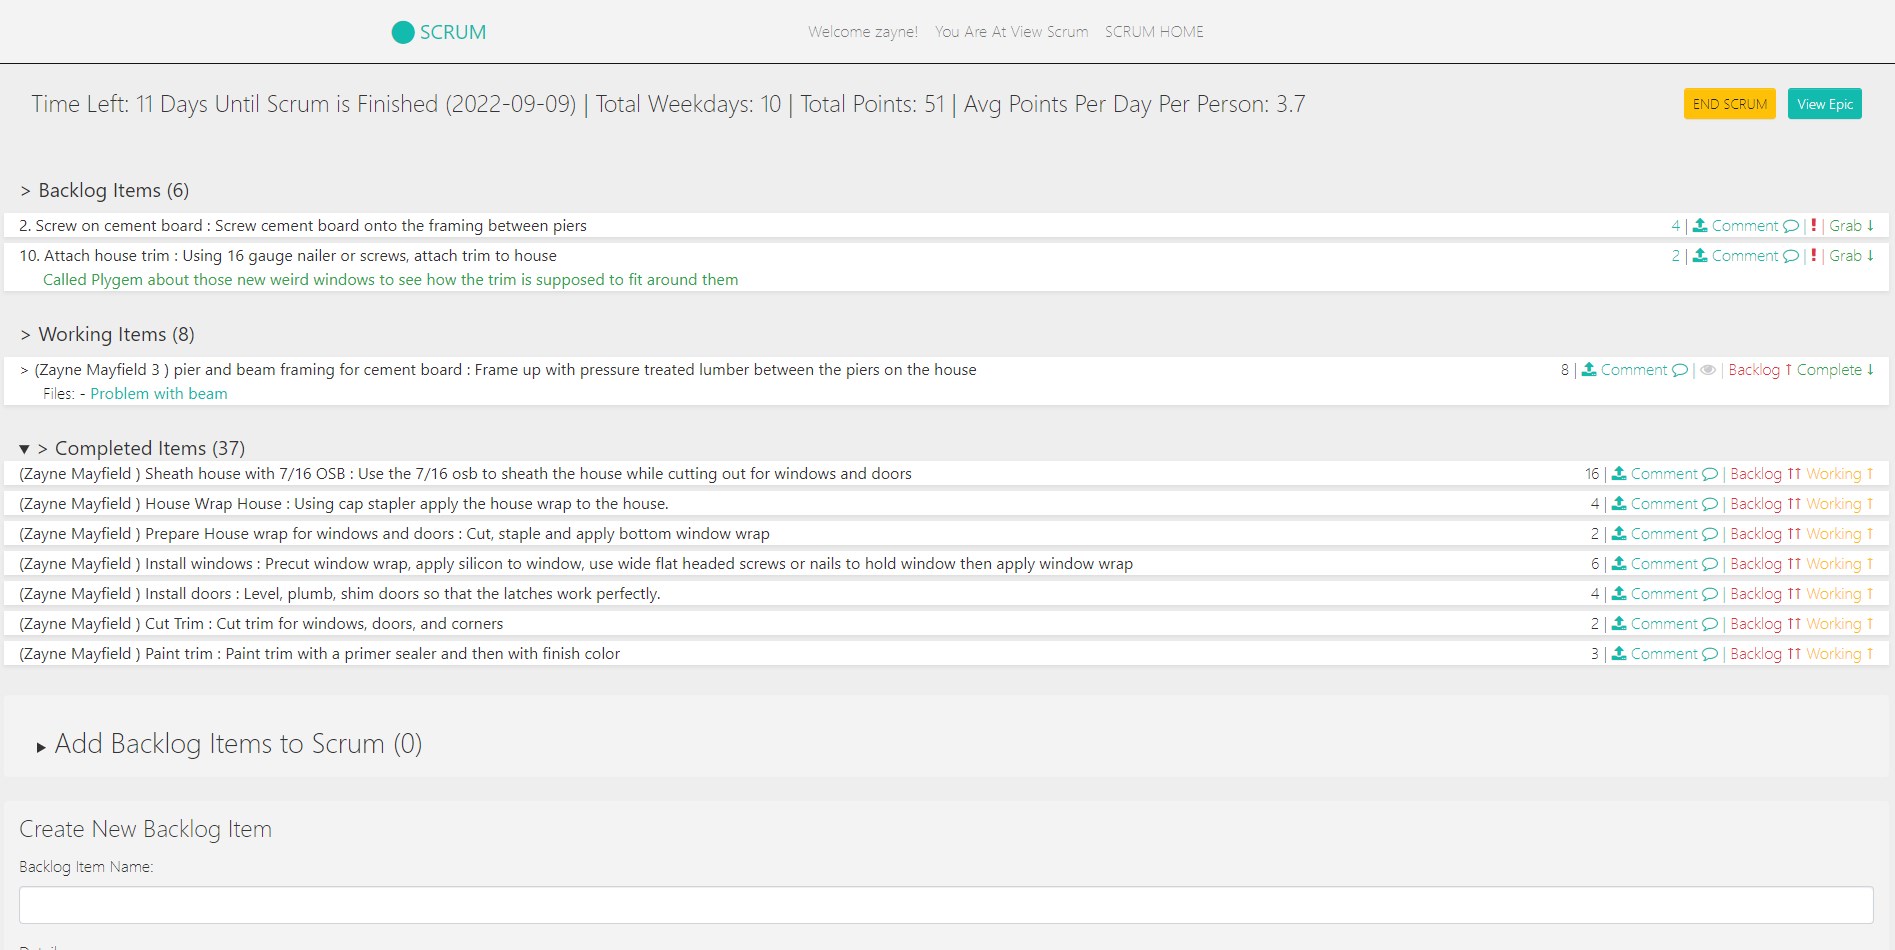 SCRUM
Welcome zayne! You Are At View Scrum SCRUM HOME
Time Left: 11 Days Until Scrum is Finished (2022-09-09) | Total Weekdays: 10 | Total Points: 51 | Avg Points Per Day Per Person: 3.7
END SCRUM View Epic
> Backlog Items (6)
2. Screw on cement board : Screw cement board onto the framing between piers 4 | Comment | ! | Grab ↓
10. Attach house trim : Using 16 gauge nailer or screws, attach trim to house 2 | Comment | ! | Grab ↓
Called Plygem about those new weird windows to see how the trim is supposed to fit around them
> Working Items (8)
> (Zayne Mayfield 3 ) pier and beam framing for cement board : Frame up with pressure treated lumber between the piers on the house 8 | Comment | | Backlog ↑ Complete ↓
Files: - Problem with beam
▼ > Completed Items (37)
(Zayne Mayfield ) Sheath house with 7/16 OSB : Use the 7/16 osb to sheath the house while cutting out for windows and doors 16 | Comment | Backlog ↑↑ Working ↑
(Zayne Mayfield ) House Wrap House : Using cap stapler apply the house wrap to the house. 4 | Comment | Backlog ↑↑ Working ↑
(Zayne Mayfield ) Prepare House wrap for windows and doors : Cut, staple and apply bottom window wrap 2 | Comment | Backlog ↑↑ Working ↑
(Zayne Mayfield ) Install windows : Precut window wrap, apply silicon to window, use wide flat headed screws or nails to hold window then apply window wrap 6 | Comment | Backlog ↑↑ Working ↑
(Zayne Mayfield ) Install doors : Level, plumb, shim doors so that the latches work perfectly. 4 | Comment | Backlog ↑↑ Working ↑
(Zayne Mayfield ) Cut Trim : Cut trim for windows, doors, and corners 2 | Comment | Backlog ↑↑ Working ↑
(Zayne Mayfield ) Paint trim : Paint trim with a primer sealer and then with finish color 3 | Comment | Backlog ↑↑ Working ↑
▶ Add Backlog Items to Scrum (0)
Create New Backlog Item
Backlog Item Name: